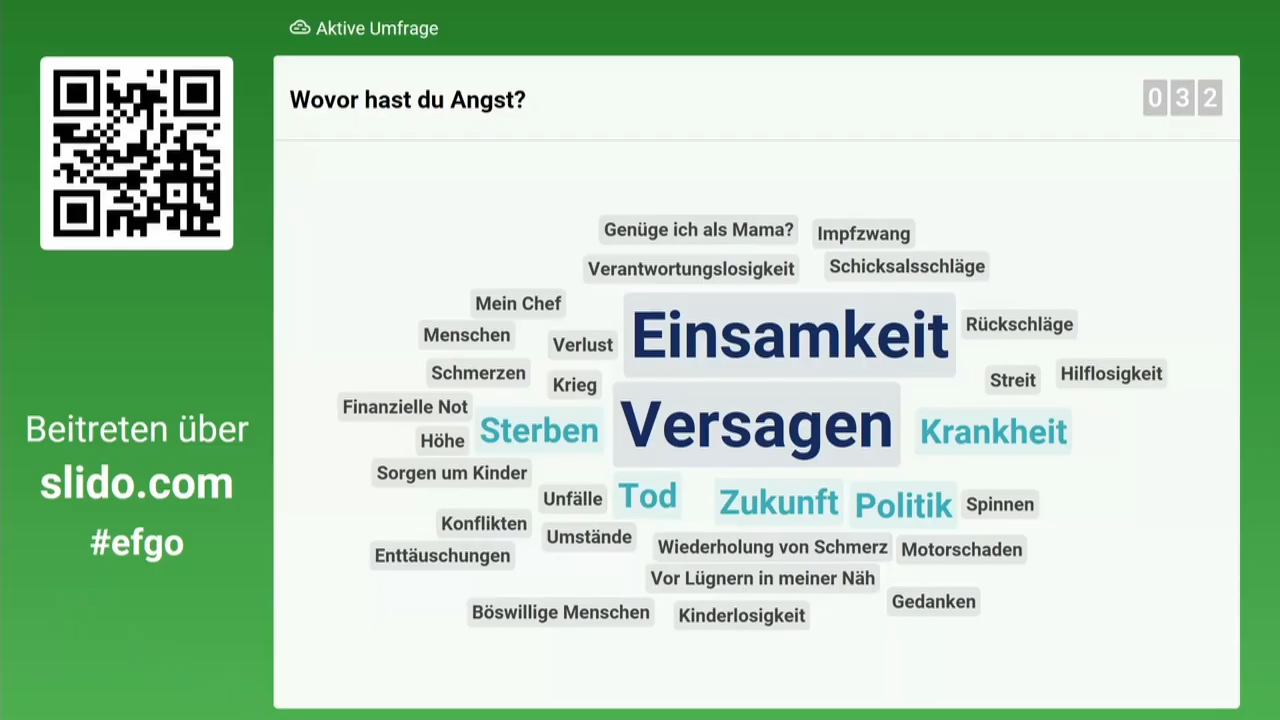 Aktive Umfrage
Wovor hast du Angst?
032
Genüge ich als Mama?
Impfzwang
Verantwortungslosigkeit
Schicksalsschläge
Mein Chef
Einsamkeit
Rückschläge
Menschen
Verlust
Schmerzen
Krieg
Streit
Hilflosigkeit
Finanzielle Not
Sterben
Versagen
Krankheit
Höhe
Sorgen um Kinder
Unfälle
Tod
Zukunft
Politik
Spinnen
Konflikten
Umstände
Wiederholung von Schmerz
Motorschaden
Enttäuschungen
Vor Lügnern in meiner Näh
Gedanken
Böswillige Menschen
Kinderlosigkeit
Beitreten über
slido.com
#efgo